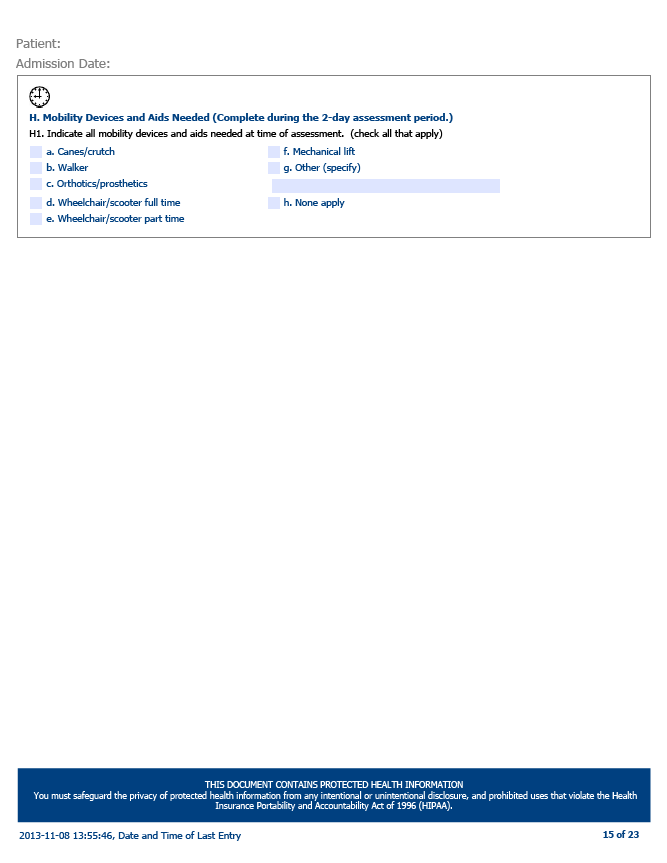 Patient:
Admission Date:
H. Mobility Devices and Aids Needed (Complete during the 2-day assessment period.)
H1. Indicate all mobility devices and aids needed at time of assessment.  (check all that apply)
a. Canes/crutch
b. Walker
c. Orthotics/prosthetics
d. Wheelchair/scooter full time
e. Wheelchair/scooter part time
f. Mechanical lift
g. Other (specify)
h. None apply
THIS DOCUMENT CONTAINS PROTECTED HEALTH INFORMATION
You must safeguard the privacy of protected health information from any intentional or unintentional disclosure, and prohibited uses that violate the Health
Insurance Portability and Accountability Act of 1996 (HIPAA).
2013-11-08 13:55:46, Date and Time of Last Entry
15 of 23